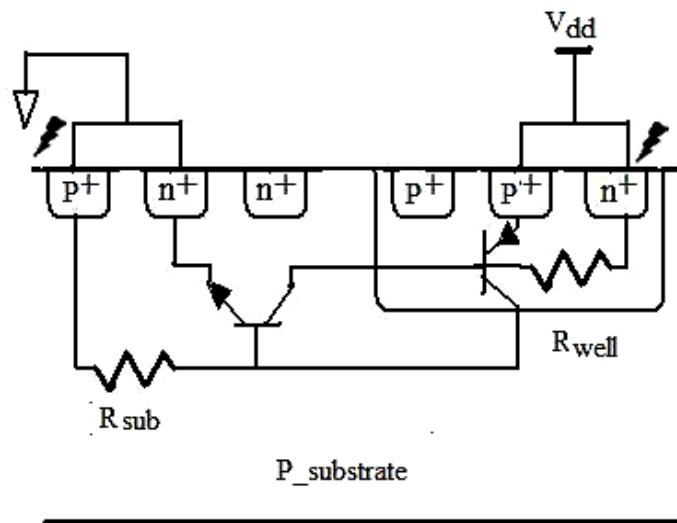 Vdd
p+ n+ n+ p+ p+ n+
Rwell
Rsub
P_substrate